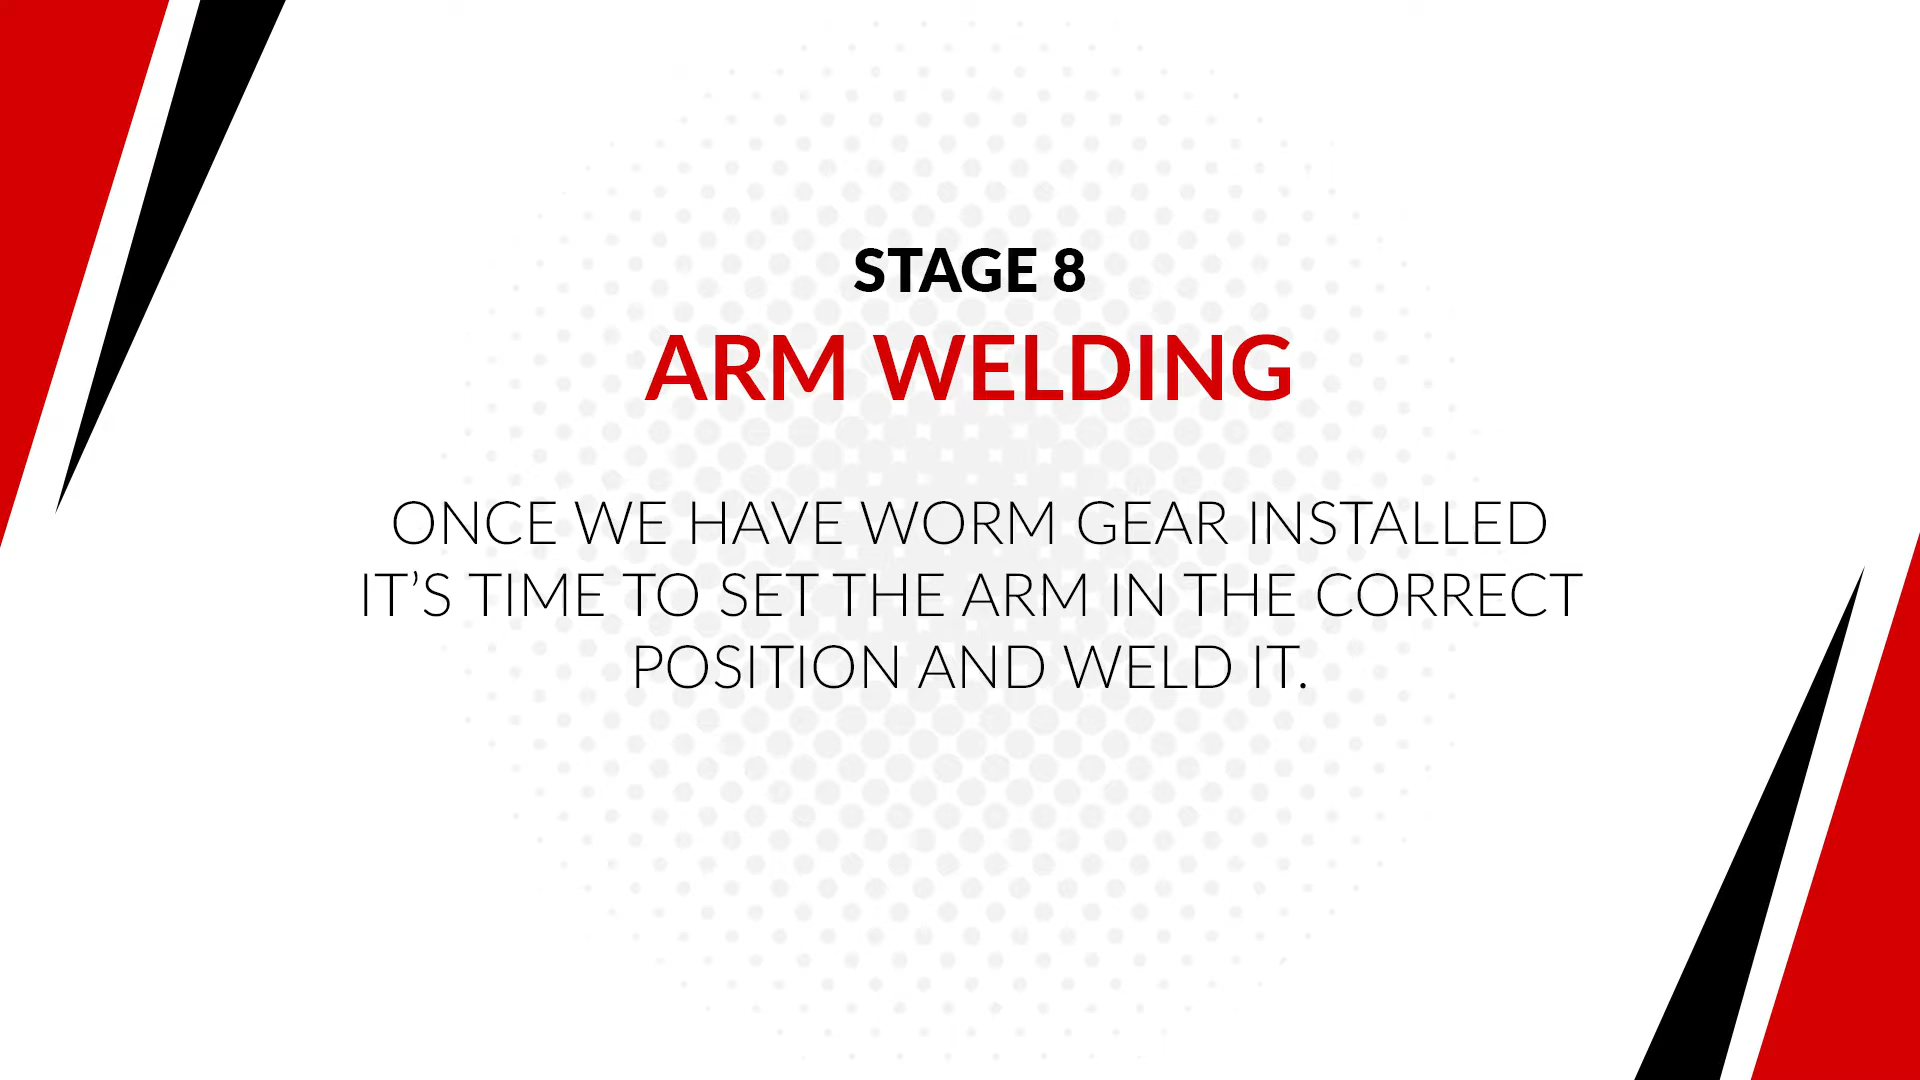 STAGE 8
ARM WELDING
ONCE WE HAVE WORM GEAR INSTALLED
IT’S TIME TO SET THE ARM IN THE CORRECT
POSITION AND WELD IT.